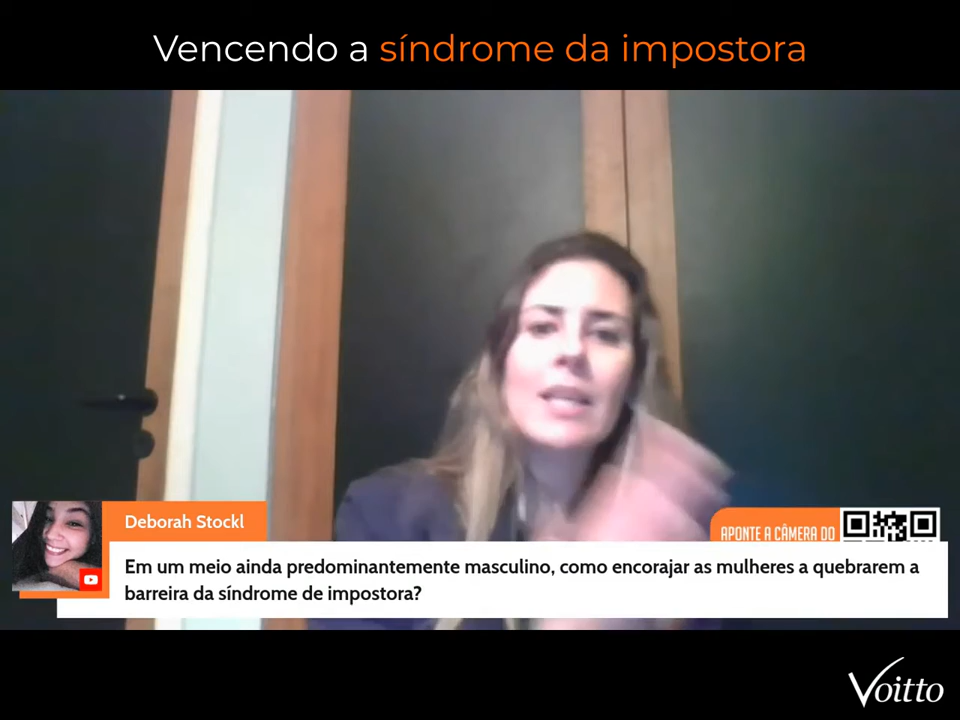 Vencendo a síndrome da impostora
Deborah Stockl
APONTE A CÂMERA DO
Em um meio ainda predominantemente masculino, como encorajar as mulheres a quebrarem a
barreira da síndrome de impostora?
Voitto